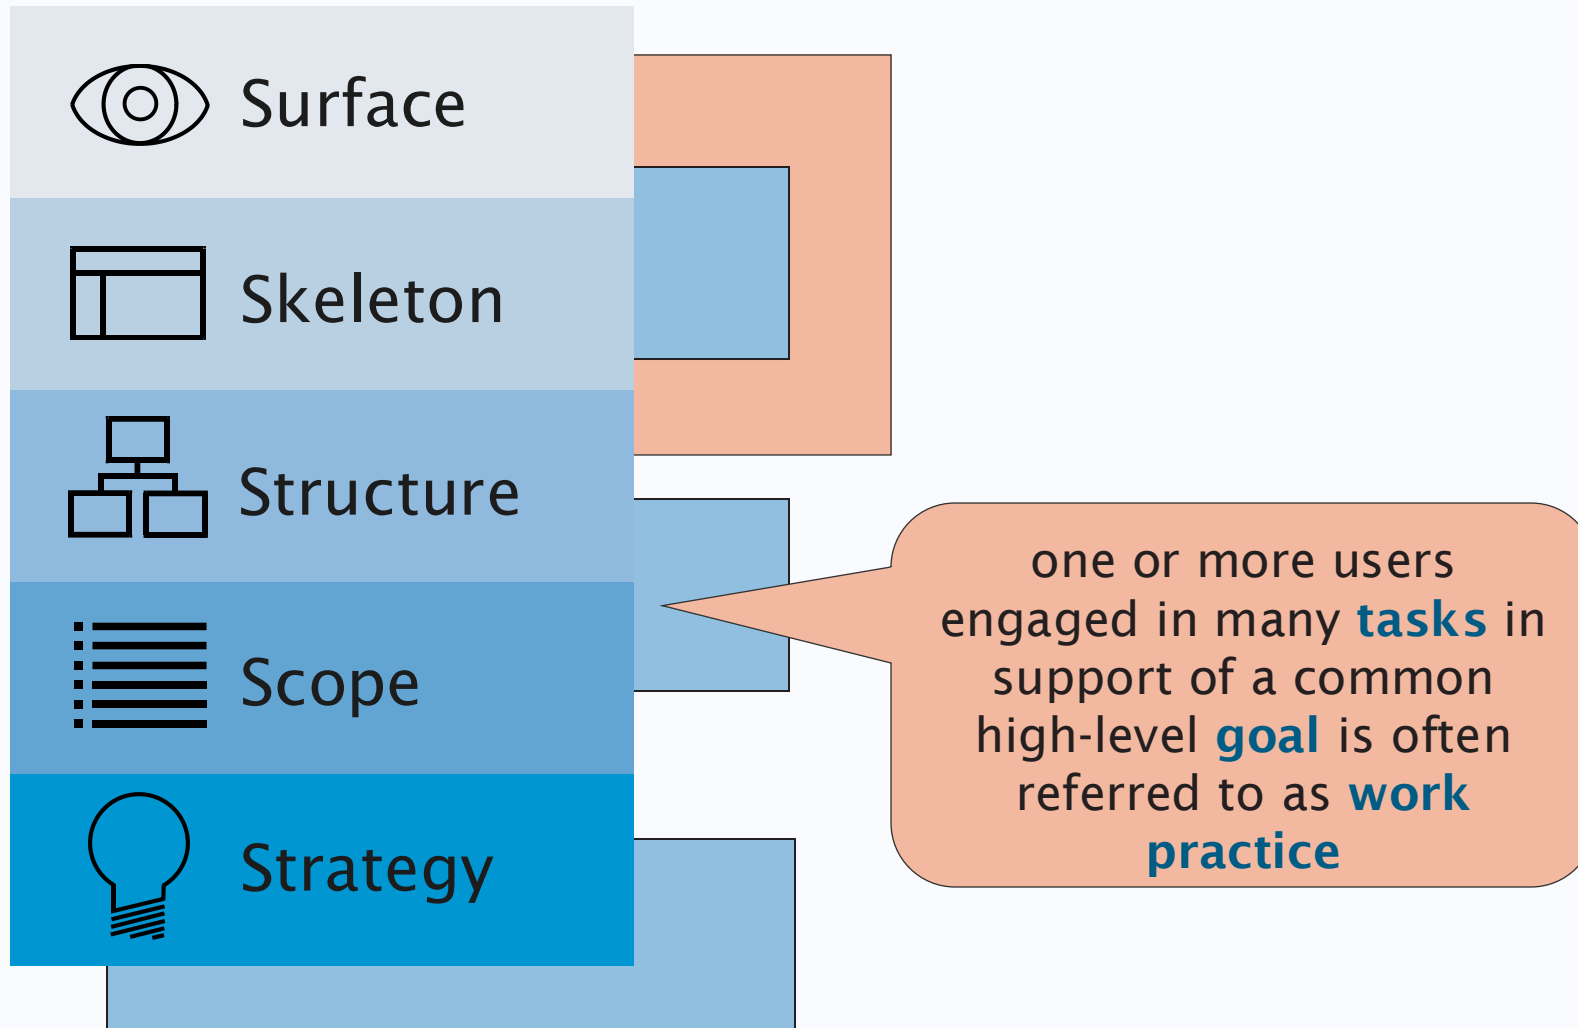 Surface
Skeleton
Structure
Scope
Strategy
one or more users
engaged in many tasks in
support of a common
high-level goal is often
referred to as work
practice